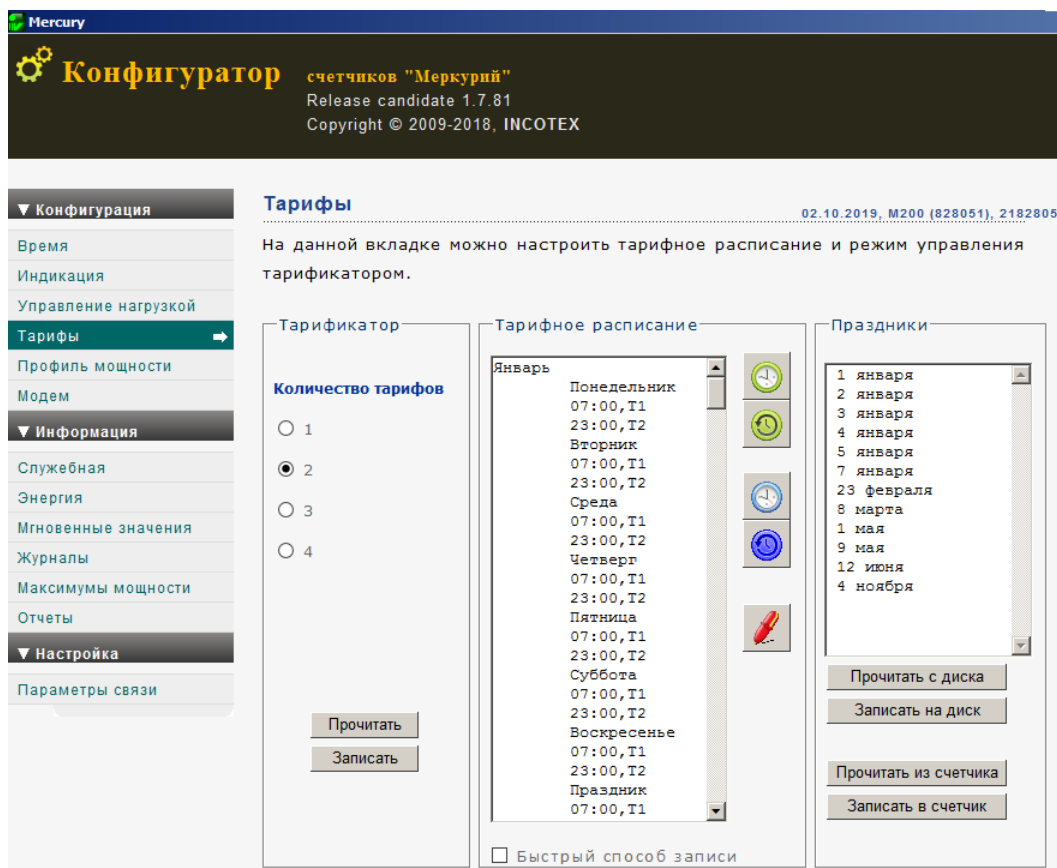 Mercury
Конфигуратор счетчиков "Меркурий"
Release candidate 1.7.81
Copyright © 2009-2018, INCOTEX
▼ Конфигурация
Время
Индикация
Управление нагрузкой
Тарифы
Профиль мощности
Модем
▼ Информация
Служебная
Энергия
Мгновенные значения
Журналы
Максимумы мощности
Отчеты
▼ Настройка
Параметры связи
Тарифы
02.10.2019, M200 (828051), 2182805
На данной вкладке можно настроить тарифное расписание и режим управления
тарификатором.
Тарификатор
Количество тарифов
1
2
3
4
Прочитать
Записать
Тарифное расписание
Январь
Понедельник
07:00,T1
23:00,T2
Вторник
07:00,T1
23:00,T2
Среда
07:00,T1
23:00,T2
Четверг
07:00,T1
23:00,T2
Пятница
07:00,T1
23:00,T2
Суббота
07:00,T1
23:00,T2
Воскресенье
07:00,T1
23:00,T2
Праздник
07:00,T1
Быстрый способ записи
Праздники
1 января
2 января
3 января
4 января
5 января
7 января
23 февраля
8 марта
1 мая
9 мая
12 июня
4 ноября
Прочитать с диска
Записать на диск
Прочитать из счетчика
Записать в счетчик